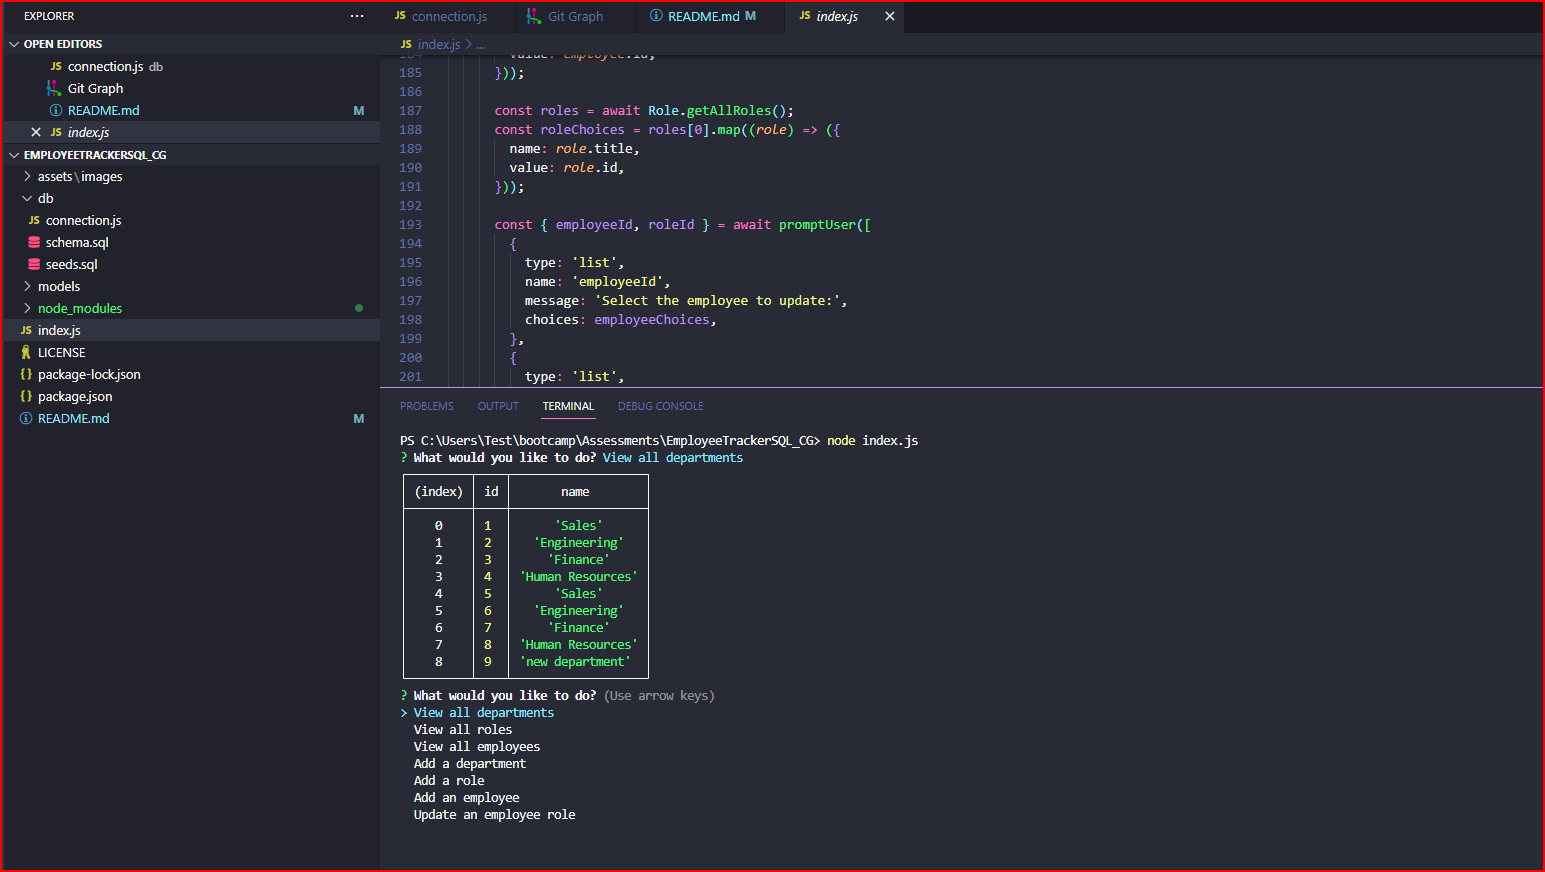 EXPLORER
···
OPEN EDITORS
JS connection.js db
Git Graph
README.md M
JS index.js
EMPLOYEETRACKERSQL_CG
assets\images
db
JS connection.js
schema.sql
seeds.sql
models
node_modules
JS index.js
LICENSE
{} package-lock.json
{} package.json
README.md M
JS connection.js Git Graph README.md M JS index.js
JS index.js > ...
184 value: employee.id,
185 }));
186
187 const roles = await Role.getAllRoles();
188 const roleChoices = roles[0].map((role) => ({
189 name: role.title,
190 value: role.id,
191 }));
192
193 const { employeeId, roleId } = await promptUser([
194 {
195 type: 'list',
196 name: 'employeeId',
197 message: 'Select the employee to update:',
198 choices: employeeChoices,
199 },
200 {
201 type: 'list',
PROBLEMS OUTPUT TERMINAL DEBUG CONSOLE
PS C:\Users\Test\bootcamp\Assessments\EmployeeTrackerSQL_CG> node index.js
? What would you like to do? View all departments
(index) id name
0 1 'Sales'
1 2 'Engineering'
2 3 'Finance'
3 4 'Human Resources'
4 5 'Sales'
5 6 'Engineering'
6 7 'Finance'
7 8 'Human Resources'
8 9 'new department'
? What would you like to do? (Use arrow keys)
> View all departments
View all roles
View all employees
Add a department
Add a role
Add an employee
Update an employee role